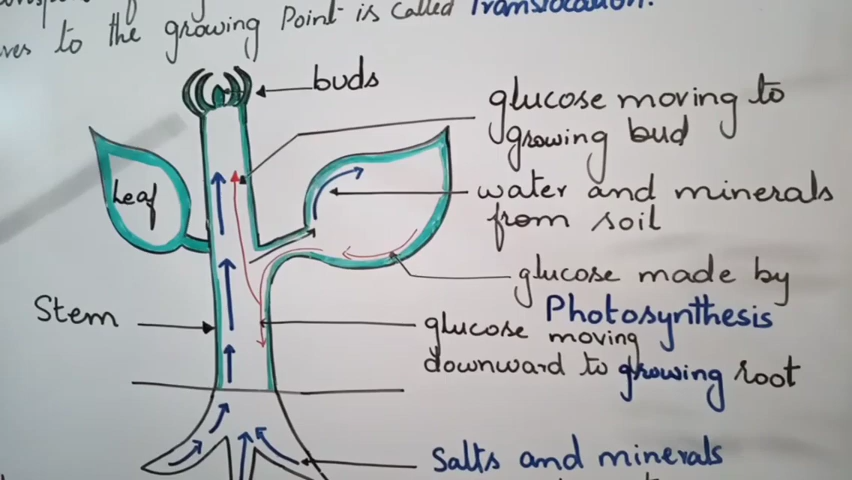 to the growing Point is called Translocation.
buds
glucose moving to
growing bud
Leaf
water and minerals
from soil
glucose made by
Photosynthesis
Stem
glucose moving
downward to growing root
Salts and minerals